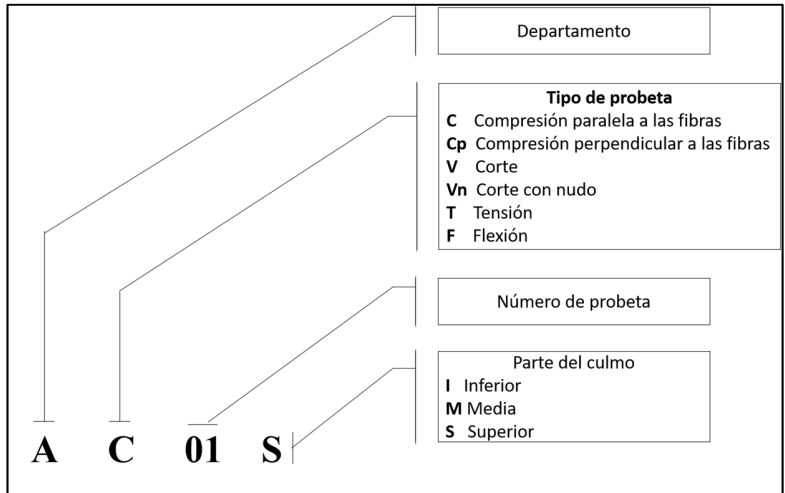 Departamento
Tipo de probeta
C Compresión paralela a las fibras
Cp Compresión perpendicular a las fibras
V Corte
Vn Corte con nudo
T Tensión
F Flexión
Número de probeta
Parte del culmo
I Inferior
M Media
S Superior
A C 01 S